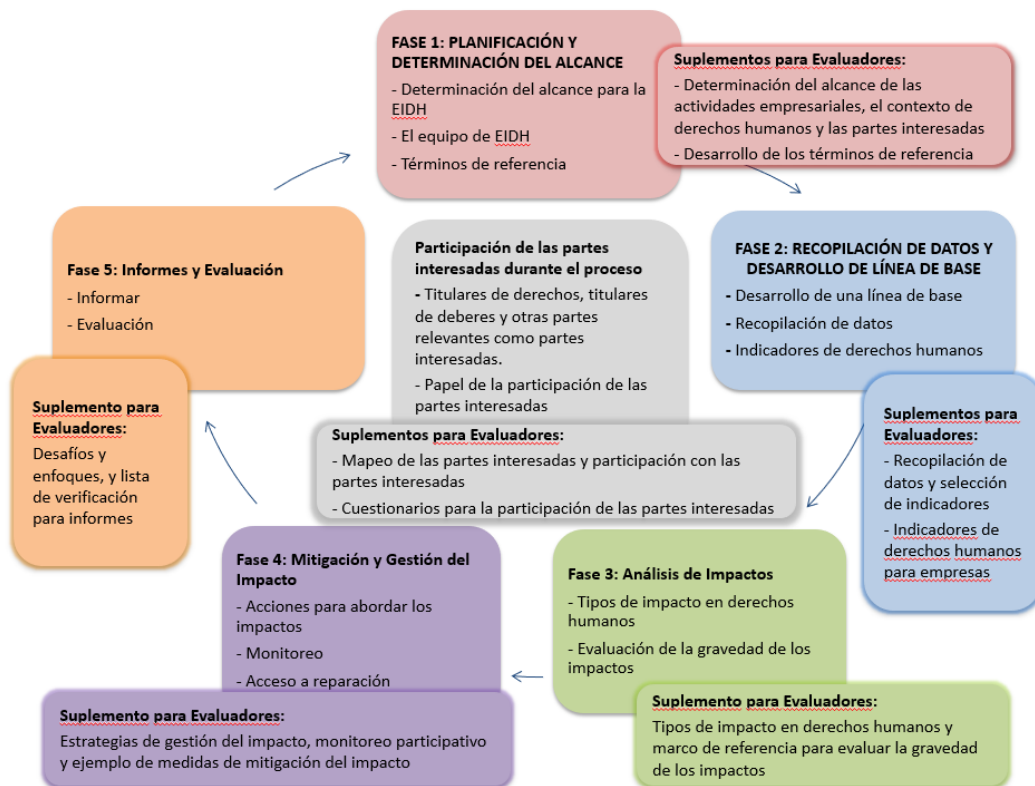 FASE 1: PLANIFICACIÓN Y
DETERMINACIÓN DEL ALCANCE
- Determinación del alcance para la
EIDH
- El equipo de EIDH
- Términos de referencia
Suplementos para Evaluadores:
- Determinación del alcance de las
actividades empresariales, el contexto de
derechos humanos y las partes interesadas
- Desarrollo de los términos de referencia
FASE 2: RECOPILACIÓN DE DATOS Y
DESARROLLO DE LÍNEA DE BASE
- Desarrollo de una línea de base
- Recopilación de datos
- Indicadores de derechos humanos
Suplementos para
Evaluadores:
- Recopilación de
datos y selección
de indicadores
- Indicadores de
derechos humanos
para empresas
Fase 3: Análisis de Impactos
- Tipos de impacto en derechos
humanos
- Evaluación de la gravedad de los
impactos
Suplemento para Evaluadores:
Tipos de impacto en derechos humanos y
marco de referencia para evaluar la gravedad
de los impactos
Fase 4: Mitigación y Gestión del
Impacto
- Acciones para abordar los
impactos
- Monitoreo
- Acceso a reparación
Suplemento para Evaluadores:
Estrategias de gestión del impacto, monitoreo participativo
y ejemplo de medidas de mitigación del impacto
Fase 5: Informes y Evaluación
- Informar
- Evaluación
Suplemento para
Evaluadores:
Desafíos y
enfoques, y lista
de verificación
para informes
Participación de las partes
interesadas durante el proceso
- Titulares de derechos, titulares
de deberes y otras partes
relevantes como partes
interesadas.
- Papel de la participación de las
partes interesadas
Suplementos para Evaluadores:
- Mapeo de las partes interesadas y participación con las
partes interesadas
- Cuestionarios para la participación de las partes interesadas